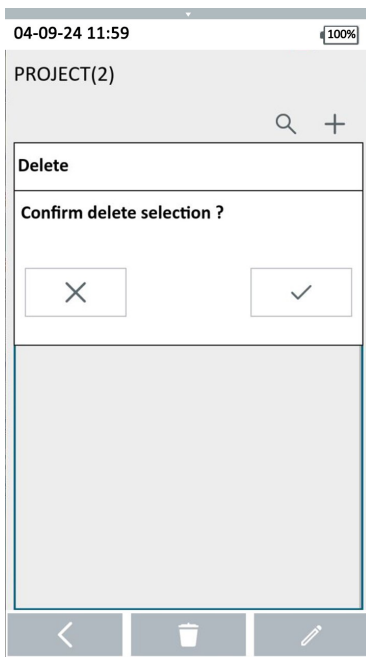 04-09-24 11:59
100%
PROJECT(2)
Delete
Confirm delete selection ?